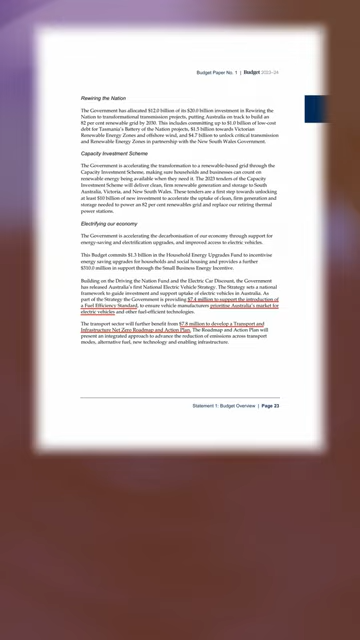 Budget Paper No. 1 | Budget 2023–24
Rewiring the Nation
The Government has allocated $12.0 billion of its $20.0 billion investment in Rewiring the
Nation to transformational transmission projects, putting Australia on track to build an
82 per cent renewable grid by 2030. This includes committing up to $1.0 billion of low-cost
debt for Tasmania's Battery of the Nation projects, $1.5 billion towards Victorian
Renewable Energy Zones and offshore wind, and $4.7 billion to unlock critical transmission
and Renewable Energy Zones in partnership with the New South Wales Government.
Capacity Investment Scheme
The Government is accelerating the transformation to a renewable-based grid through the
Capacity Investment Scheme, making sure households and businesses can count on
renewable energy being available when they need it. The 2023 tenders of the Capacity
Investment Scheme will deliver clean, firm renewable generation and storage to South
Australia, Victoria, and New South Wales. These tenders are a first step towards unlocking
at least $10 billion of new investment to accelerate the uptake of clean, firm generation and
storage needed to power an 82 per cent renewables grid and replace our retiring thermal
power stations.
Electrifying our economy
The Government is accelerating the decarbonisation of our economy through support for
energy-saving and electrification upgrades, and improved access to electric vehicles.
This Budget commits $1.3 billion in the Household Energy Upgrades Fund to incentivise
energy saving upgrades for households and social housing and provides a further
$310.0 million in support through the Small Business Energy Incentive.
Building on the Driving the Nation Fund and the Electric Car Discount, the Government
has released Australia's first National Electric Vehicle Strategy. The Strategy sets a national
framework to guide investment and support uptake of electric vehicles in Australia. As
part of the Strategy the Government is providing $7.4 million to support the introduction of
a Fuel Efficiency Standard, to ensure vehicle manufacturers prioritise Australia's market for
electric vehicles and other fuel-efficient technologies.
The transport sector will further benefit from $7.8 million to develop a Transport and
Infrastructure Net Zero Roadmap and Action Plan. The Roadmap and Action Plan will
present an integrated approach to advance the reduction of emissions across transport
modes, alternative fuel, new technology and enabling infrastructure.
Statement 1: Budget Overview | Page 23